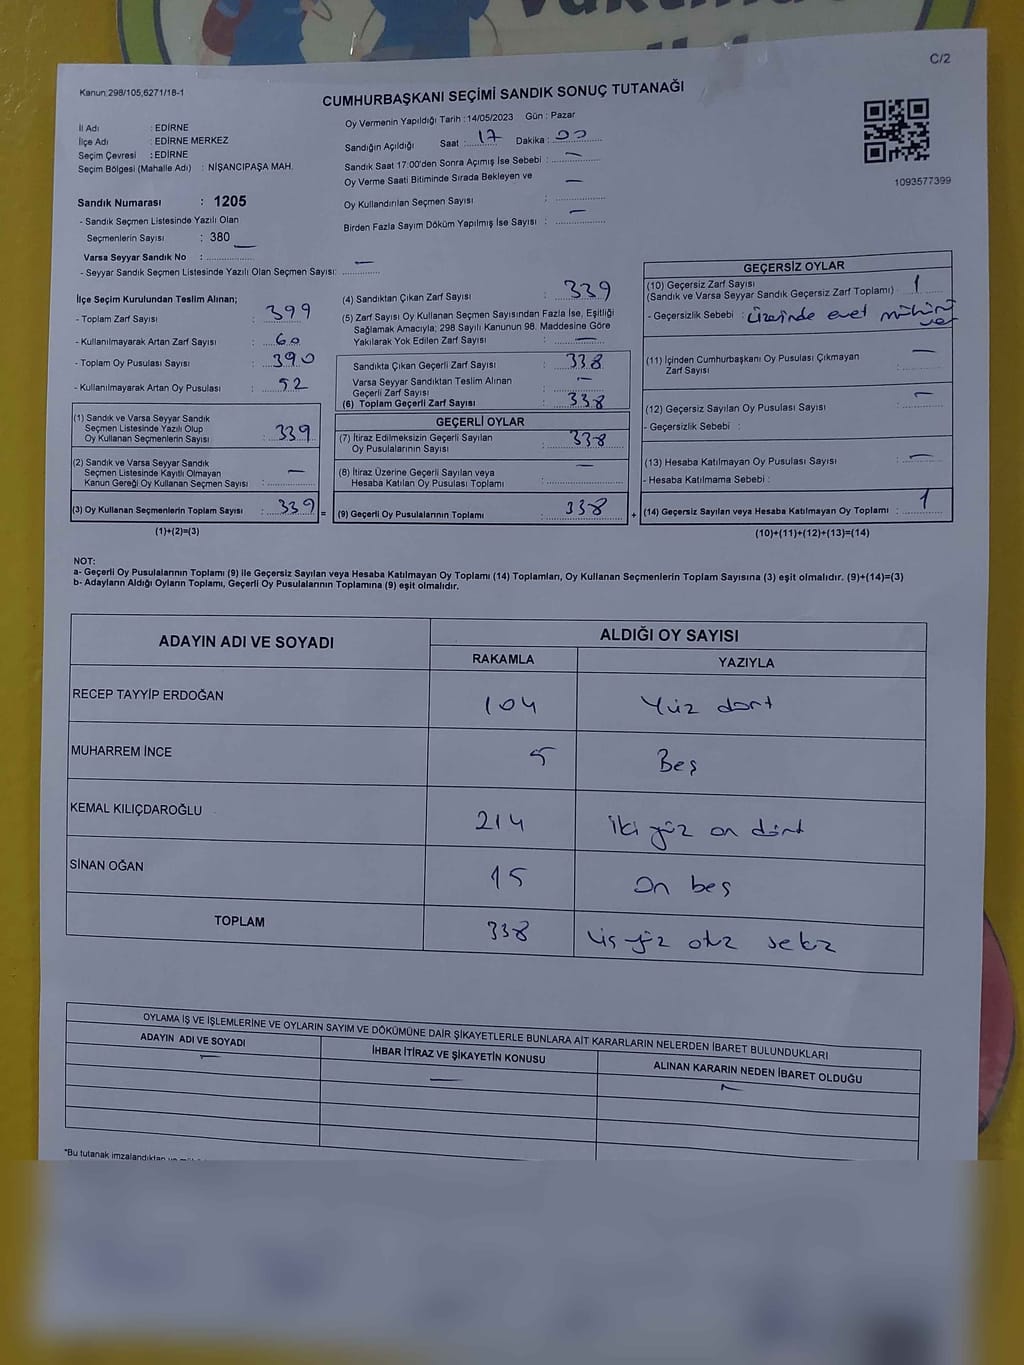 C/2
Kanun:298/105,6271/18-1
CUMHURBAŞKANI SEÇİMİ SANDIK SONUÇ TUTANAĞI
İl Adı : EDİRNE
İlçe Adı : EDİRNE MERKEZ
Seçim Çevresi : EDİRNE
Seçim Bölgesi (Mahalle Adı) : NİŞANCIPAŞA MAH.
Oy Vermenin Yapıldığı Tarih : 14/05/2023 Gün : Pazar
Sandığın Açıldığı Saat : 17 Dakika : 00
Sandık Saat 17:00'den Sonra Açımış İse Sebebi : —
Oy Verme Saati Bitiminde Sırada Bekleyen ve —
Oy Kullandırılan Seçmen Sayısı :
Birden Fazla Sayım Döküm Yapılmış İse Sayısı : —
1093577399
Sandık Numarası : 1205
- Sandık Seçmen Listesinde Yazılı Olan
Seçmenlerin Sayısı : 380
Varsa Seyyar Sandık No : —
- Seyyar Sandık Seçmen Listesinde Yazılı Olan Seçmen Sayısı: —
İlçe Seçim Kurulundan Teslim Alınan;
- Toplam Zarf Sayısı : 399
- Kullanılmayarak Artan Zarf Sayısı : 60
- Toplam Oy Pusulası Sayısı : 390
- Kullanılmayarak Artan Oy Pusulası : 52
(1) Sandık ve Varsa Seyyar Sandık
Seçmen Listesinde Yazılı Olup
Oy Kullanan Seçmenlerin Sayısı : 339
(2) Sandık ve Varsa Seyyar Sandık
Seçmen Listesinde Kayıtlı Olmayan
Kanun Gereği Oy Kullanan Seçmen Sayısı : —
(3) Oy Kullanan Seçmenlerin Toplam Sayısı : 339 =
(1)+(2)=(3)
(4) Sandıktan Çıkan Zarf Sayısı : 339
(5) Zarf Sayısı Oy Kullanan Seçmen Sayısından Fazla İse, Eşitliği
Sağlamak Amacıyla; 298 Sayılı Kanunun 98. Maddesine Göre
Yakılarak Yok Edilen Zarf Sayısı : —
Sandıkta Çıkan Geçerli Zarf Sayısı : 338
Varsa Seyyar Sandıktan Teslim Alınan
Geçerli Zarf Sayısı : —
(6) Toplam Geçerli Zarf Sayısı : 338
GEÇERLİ OYLAR
(7) İtiraz Edilmeksizin Geçerli Sayılan
Oy Pusulalarının Sayısı : 338
(8) İtiraz Üzerine Geçerli Sayılan veya
Hesaba Katılan Oy Pusulası Toplamı : —
(9) Geçerli Oy Pusulalarının Toplamı : 338 +
GEÇERSİZ OYLAR
(10) Geçersiz Zarf Sayısı
(Sandık ve Varsa Seyyar Sandık Geçersiz Zarf Toplamı) : 1
- Geçersizlik Sebebi : Üzerinde evet mührü var
(11) İçinden Cumhurbaşkanı Oy Pusulası Çıkmayan
Zarf Sayısı : —
(12) Geçersiz Sayılan Oy Pusulası Sayısı : —
- Geçersizlik Sebebi :
(13) Hesaba Katılmayan Oy Pusulası Sayısı : —
- Hesaba Katılmama Sebebi :
(14) Geçersiz Sayılan veya Hesaba Katılmayan Oy Toplamı : 1
(10)+(11)+(12)+(13)=(14)
NOT:
a- Geçerli Oy Pusulalarının Toplamı (9) ile Geçersiz Sayılan veya Hesaba Katılmayan Oy Toplamı (14) Toplamları, Oy Kullanan Seçmenlerin Toplam Sayısına (3) eşit olmalıdır. (9)+(14)=(3)
b- Adayların Aldığı Oyların Toplamı, Geçerli Oy Pusulalarının Toplamına (9) eşit olmalıdır.
ADAYIN ADI VE SOYADI
ALDIĞI OY SAYISI
RAKAMLA YAZIYLA
RECEP TAYYİP ERDOĞAN 104 Yüz dört
MUHARREM İNCE 5 Beş
KEMAL KILIÇDAROĞLU 214 iki yüz on dört
SİNAN OĞAN 15 On beş
TOPLAM 338 üç yüz otuz sekiz
OYLAMA İŞ VE İŞLEMLERİNE VE OYLARIN SAYIM VE DÖKÜMÜNE DAİR ŞİKAYETLERLE BUNLARA AİT KARARLARIN NELERDEN İBARET BULUNDUKLARI
ADAYIN ADI VE SOYADI İHBAR İTİRAZ VE ŞİKAYETİN KONUSU ALINAN KARARIN NEDEN İBARET OLDUĞU
— — —
"Bu tutanak imzalandıktan